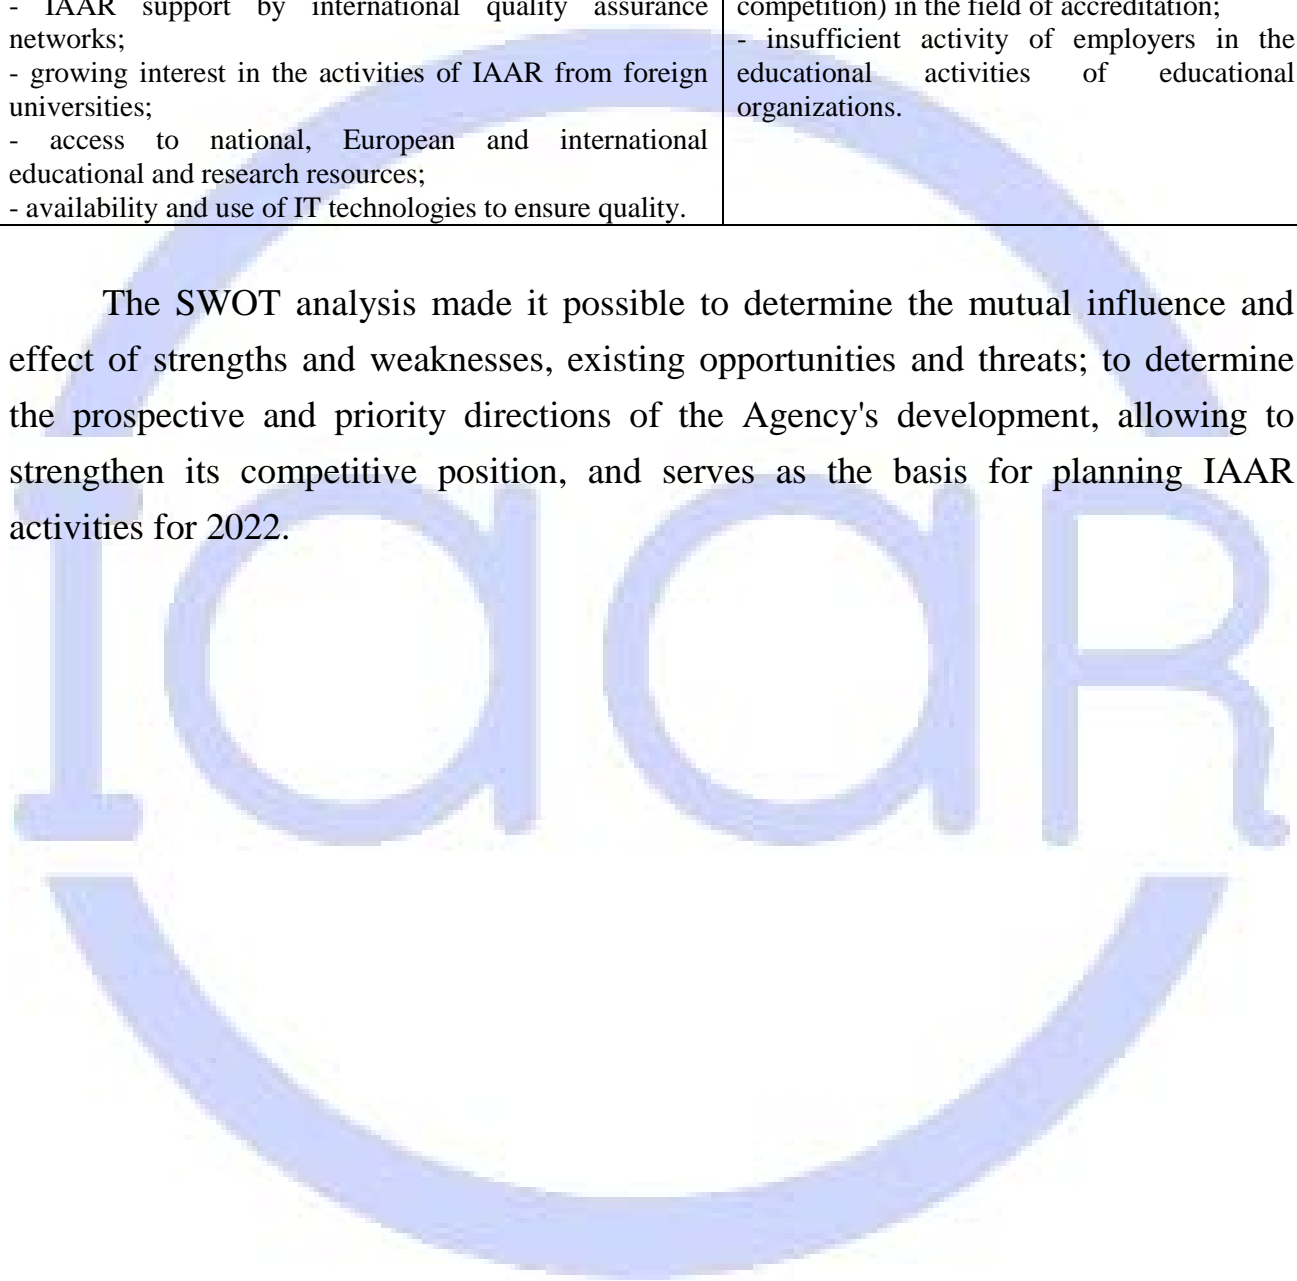 - IAAR support by international quality assurance
networks;
- growing interest in the activities of IAAR from foreign
universities;
- access to national, European and international
educational and research resources;
- availability and use of IT technologies to ensure quality.
competition) in the field of accreditation;
- insufficient activity of employers in the
educational activities of educational
organizations.
The SWOT analysis made it possible to determine the mutual influence and
effect of strengths and weaknesses, existing opportunities and threats; to determine
the prospective and priority directions of the Agency's development, allowing to
strengthen its competitive position, and serves as the basis for planning IAAR
activities for 2022.
IaaR